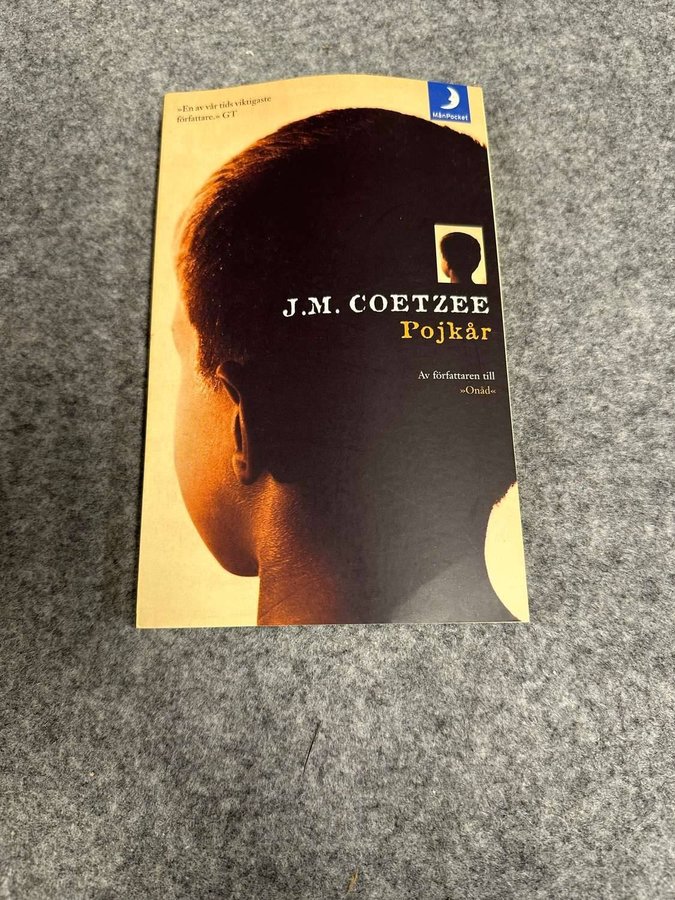 »En av vår tids viktigaste
författare.» GT
MånPocket
J.M. COETZEE
Pojkår
Av författaren till
»Onåd«